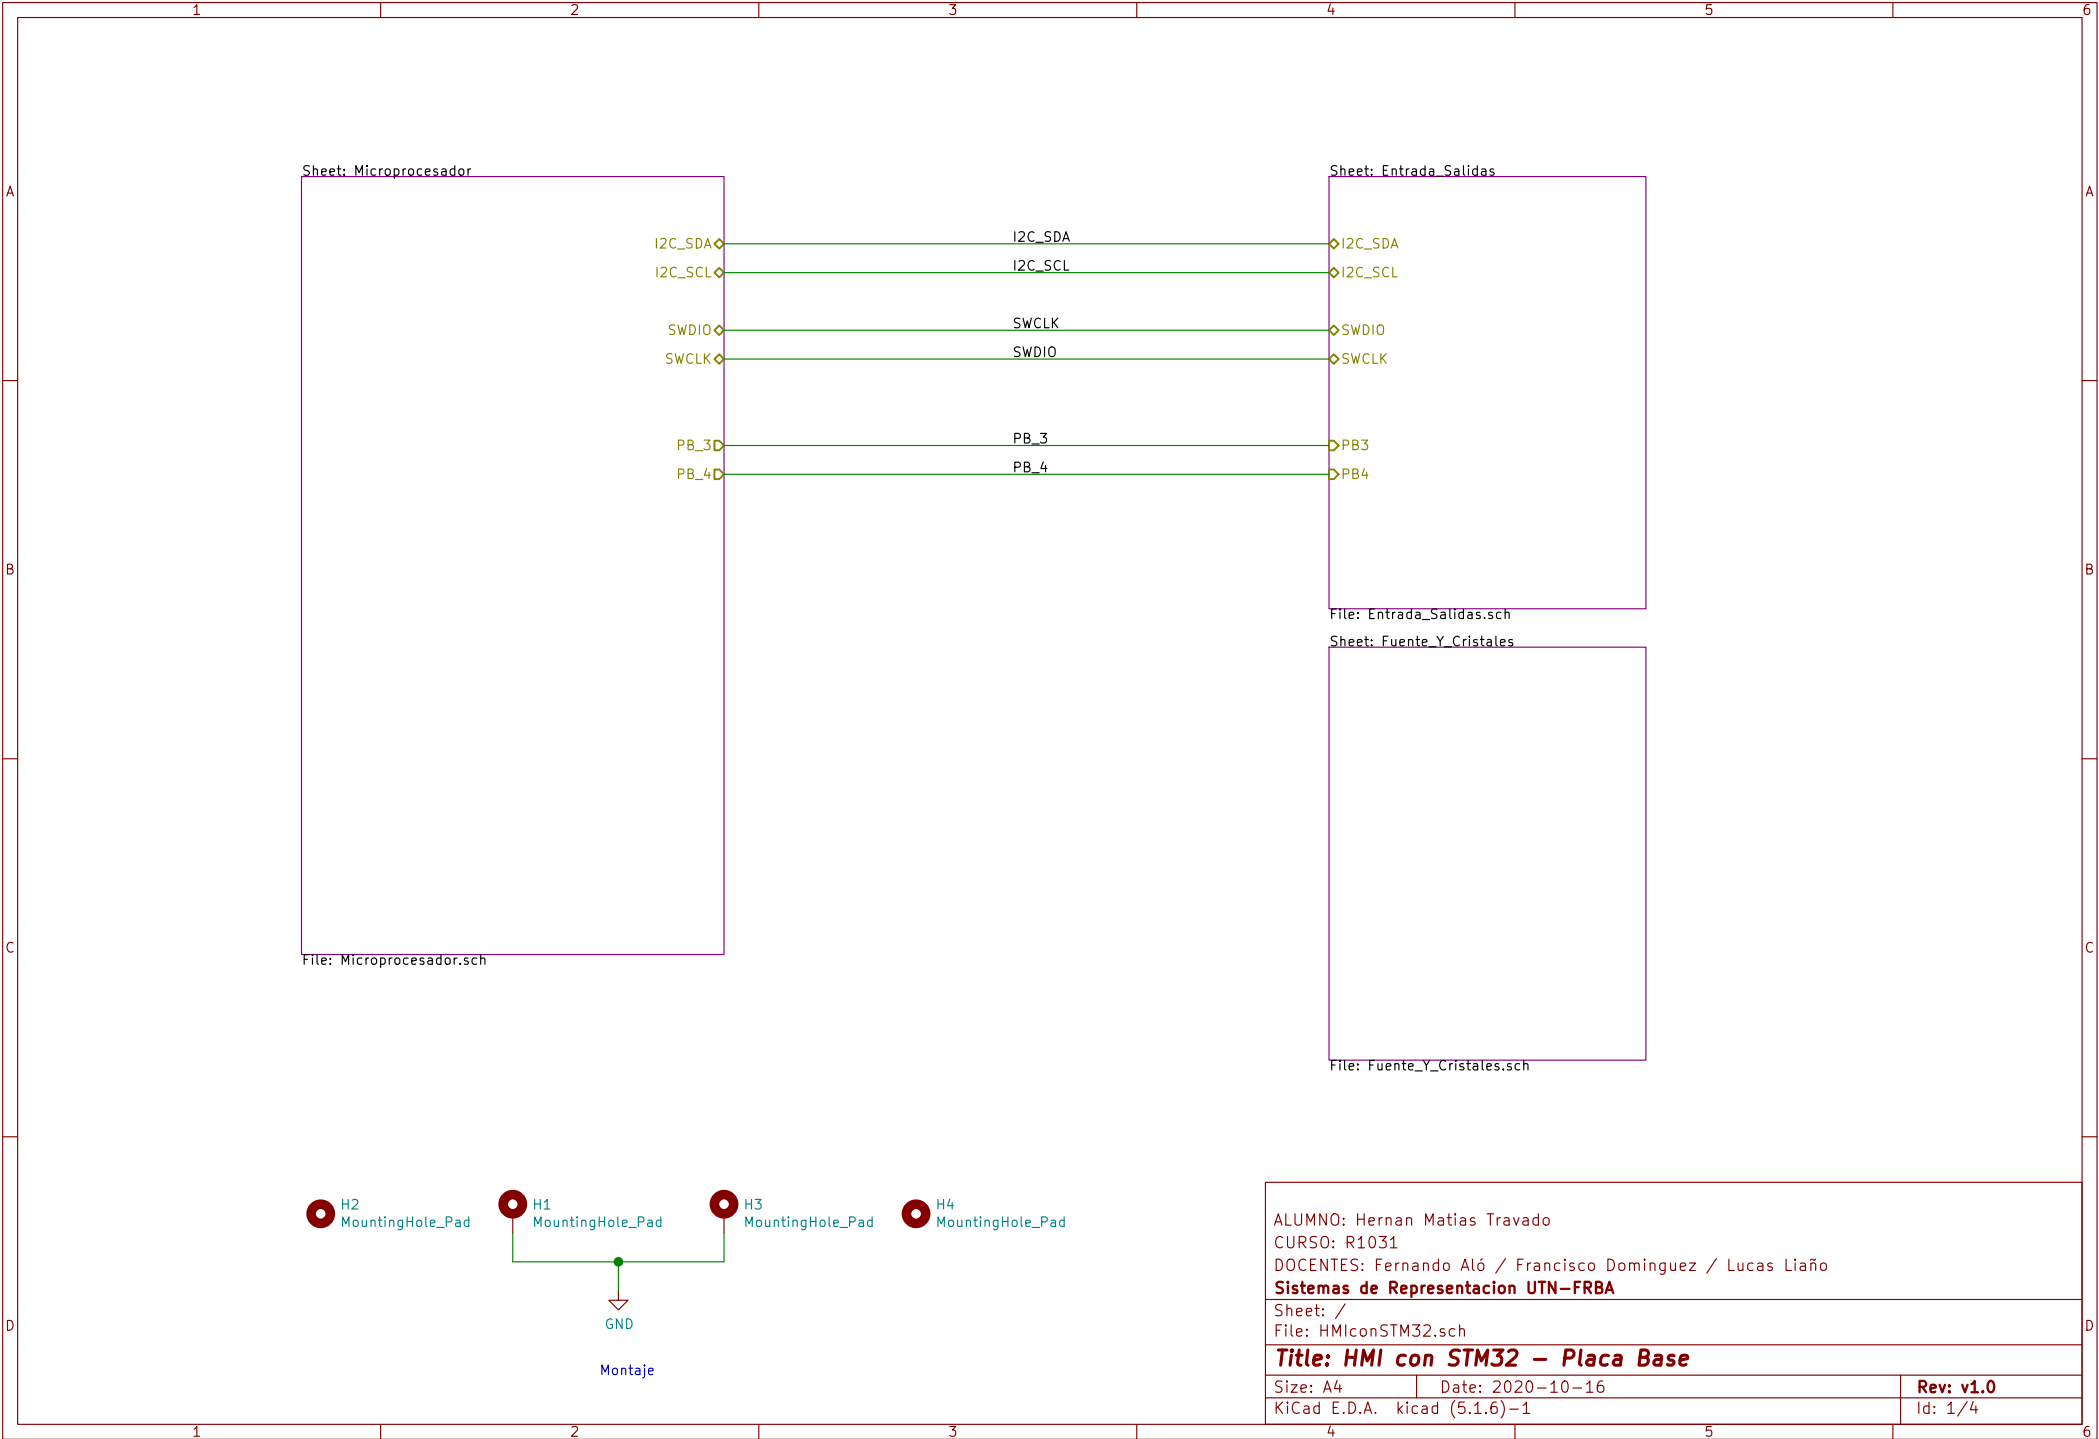 1 2 3 4 5 6
A A
B B
C C
D D
Sheet: Microprocesador
I2C_SDA
I2C_SCL
SWDIO
SWCLK
PB_3
PB_4
File: Microprocesador.sch
I2C_SDA
I2C_SCL
SWCLK
SWDIO
PB_3
PB_4
Sheet: Entrada_Salidas
I2C_SDA
I2C_SCL
SWDIO
SWCLK
PB3
PB4
File: Entrada_Salidas.sch
Sheet: Fuente_Y_Cristales
File: Fuente_Y_Cristales.sch
H2
MountingHole_Pad
H1
MountingHole_Pad
H3
MountingHole_Pad
H4
MountingHole_Pad
GND
Montaje
ALUMNO: Hernan Matias Travado
CURSO: R1031
DOCENTES: Fernando Aló / Francisco Dominguez / Lucas Liaño
Sistemas de Representacion UTN-FRBA
Sheet: /
File: HMIconSTM32.sch
Title: HMI con STM32 - Placa Base
Size: A4 Date: 2020-10-16 Rev: v1.0
KiCad E.D.A. kicad (5.1.6)-1 Id: 1/4
1 2 3 4 5 6